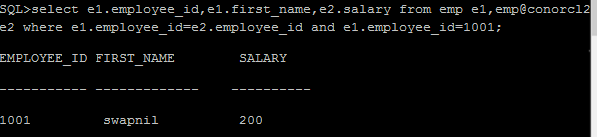 SQL>select e1.employee_id,e1.first_name,e2.salary from emp e1,emp@conorcl2
e2 where e1.employee_id=e2.employee_id and e1.employee_id=1001;
EMPLOYEE_ID FIRST_NAME SALARY
----------- ------------- ----------
1001 swapnil 200